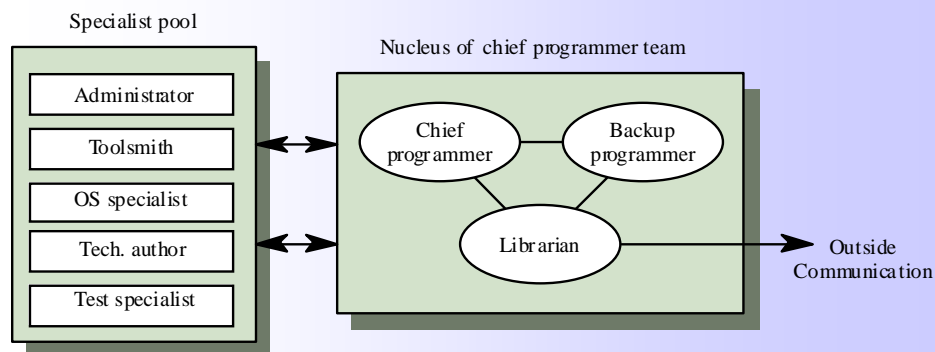 Specialist pool
Administrator
Toolsmith
OS specialist
Tech. author
Test specialist
Nucleus of chief programmer team
Chief
programmer
Backup
programmer
Librarian
Outside
Communication